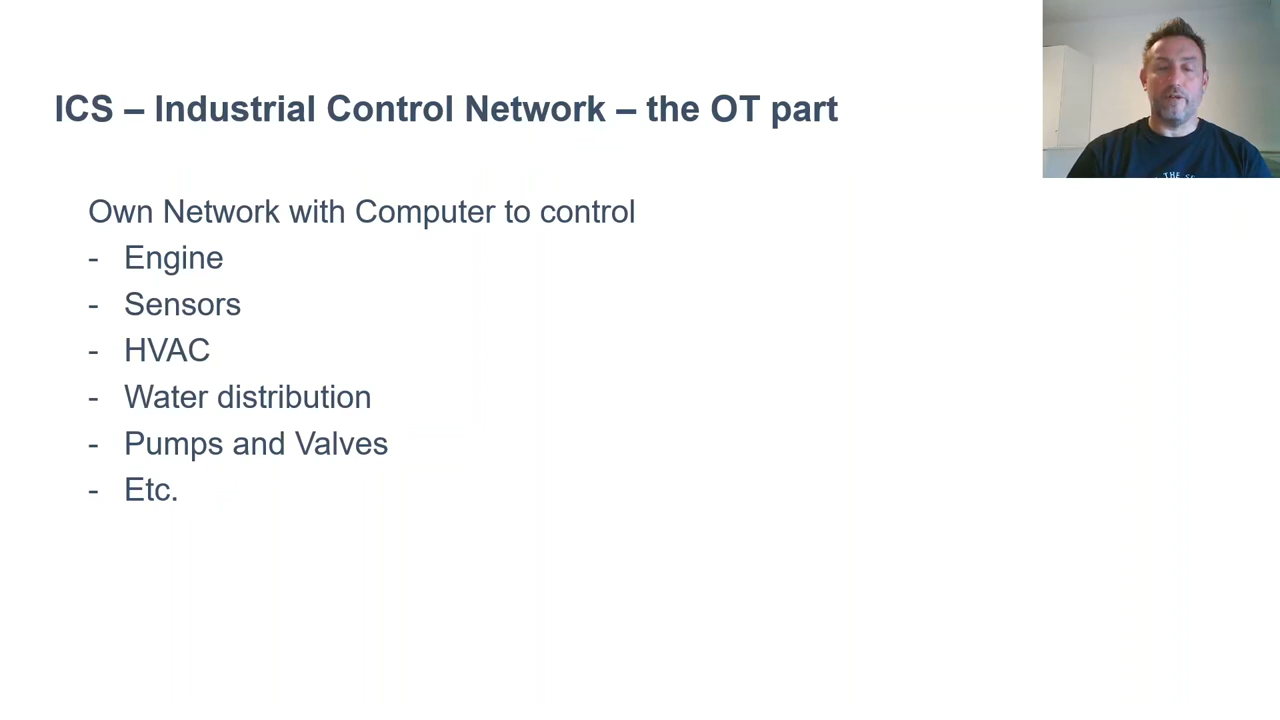 ICS – Industrial Control Network – the OT part
Own Network with Computer to control
- Engine
- Sensors
- HVAC
- Water distribution
- Pumps and Valves
- Etc.
THE